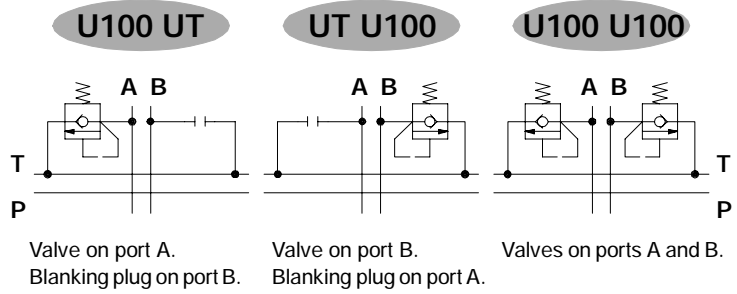 U100 UT UT U100 U100 U100
A B A B A B
T T
P P
Valve on port A. Valve on port B. Valves on ports A and B.
Blanking plug on port B. Blanking plug on port A.